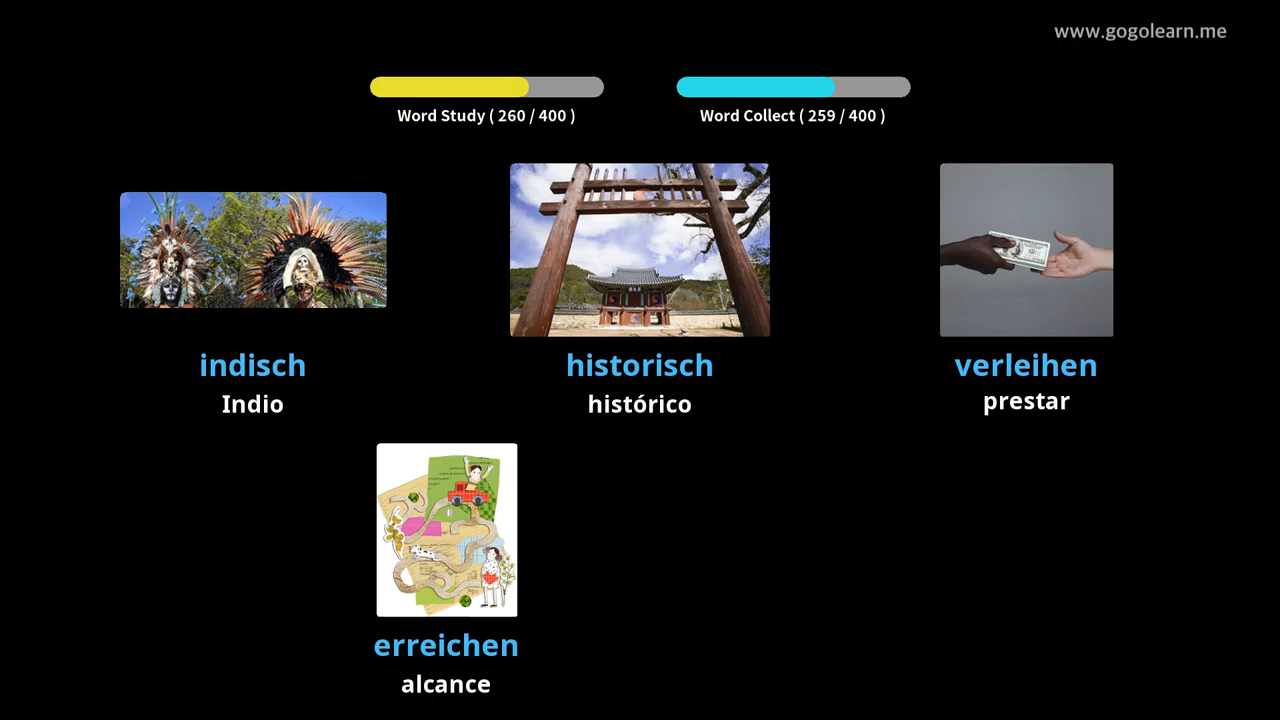 www.gogolearn.me
Word Study ( 260 / 400 )
Word Collect ( 259 / 400 )
indisch
Indio
historisch
histórico
verleihen
prestar
erreichen
alcance